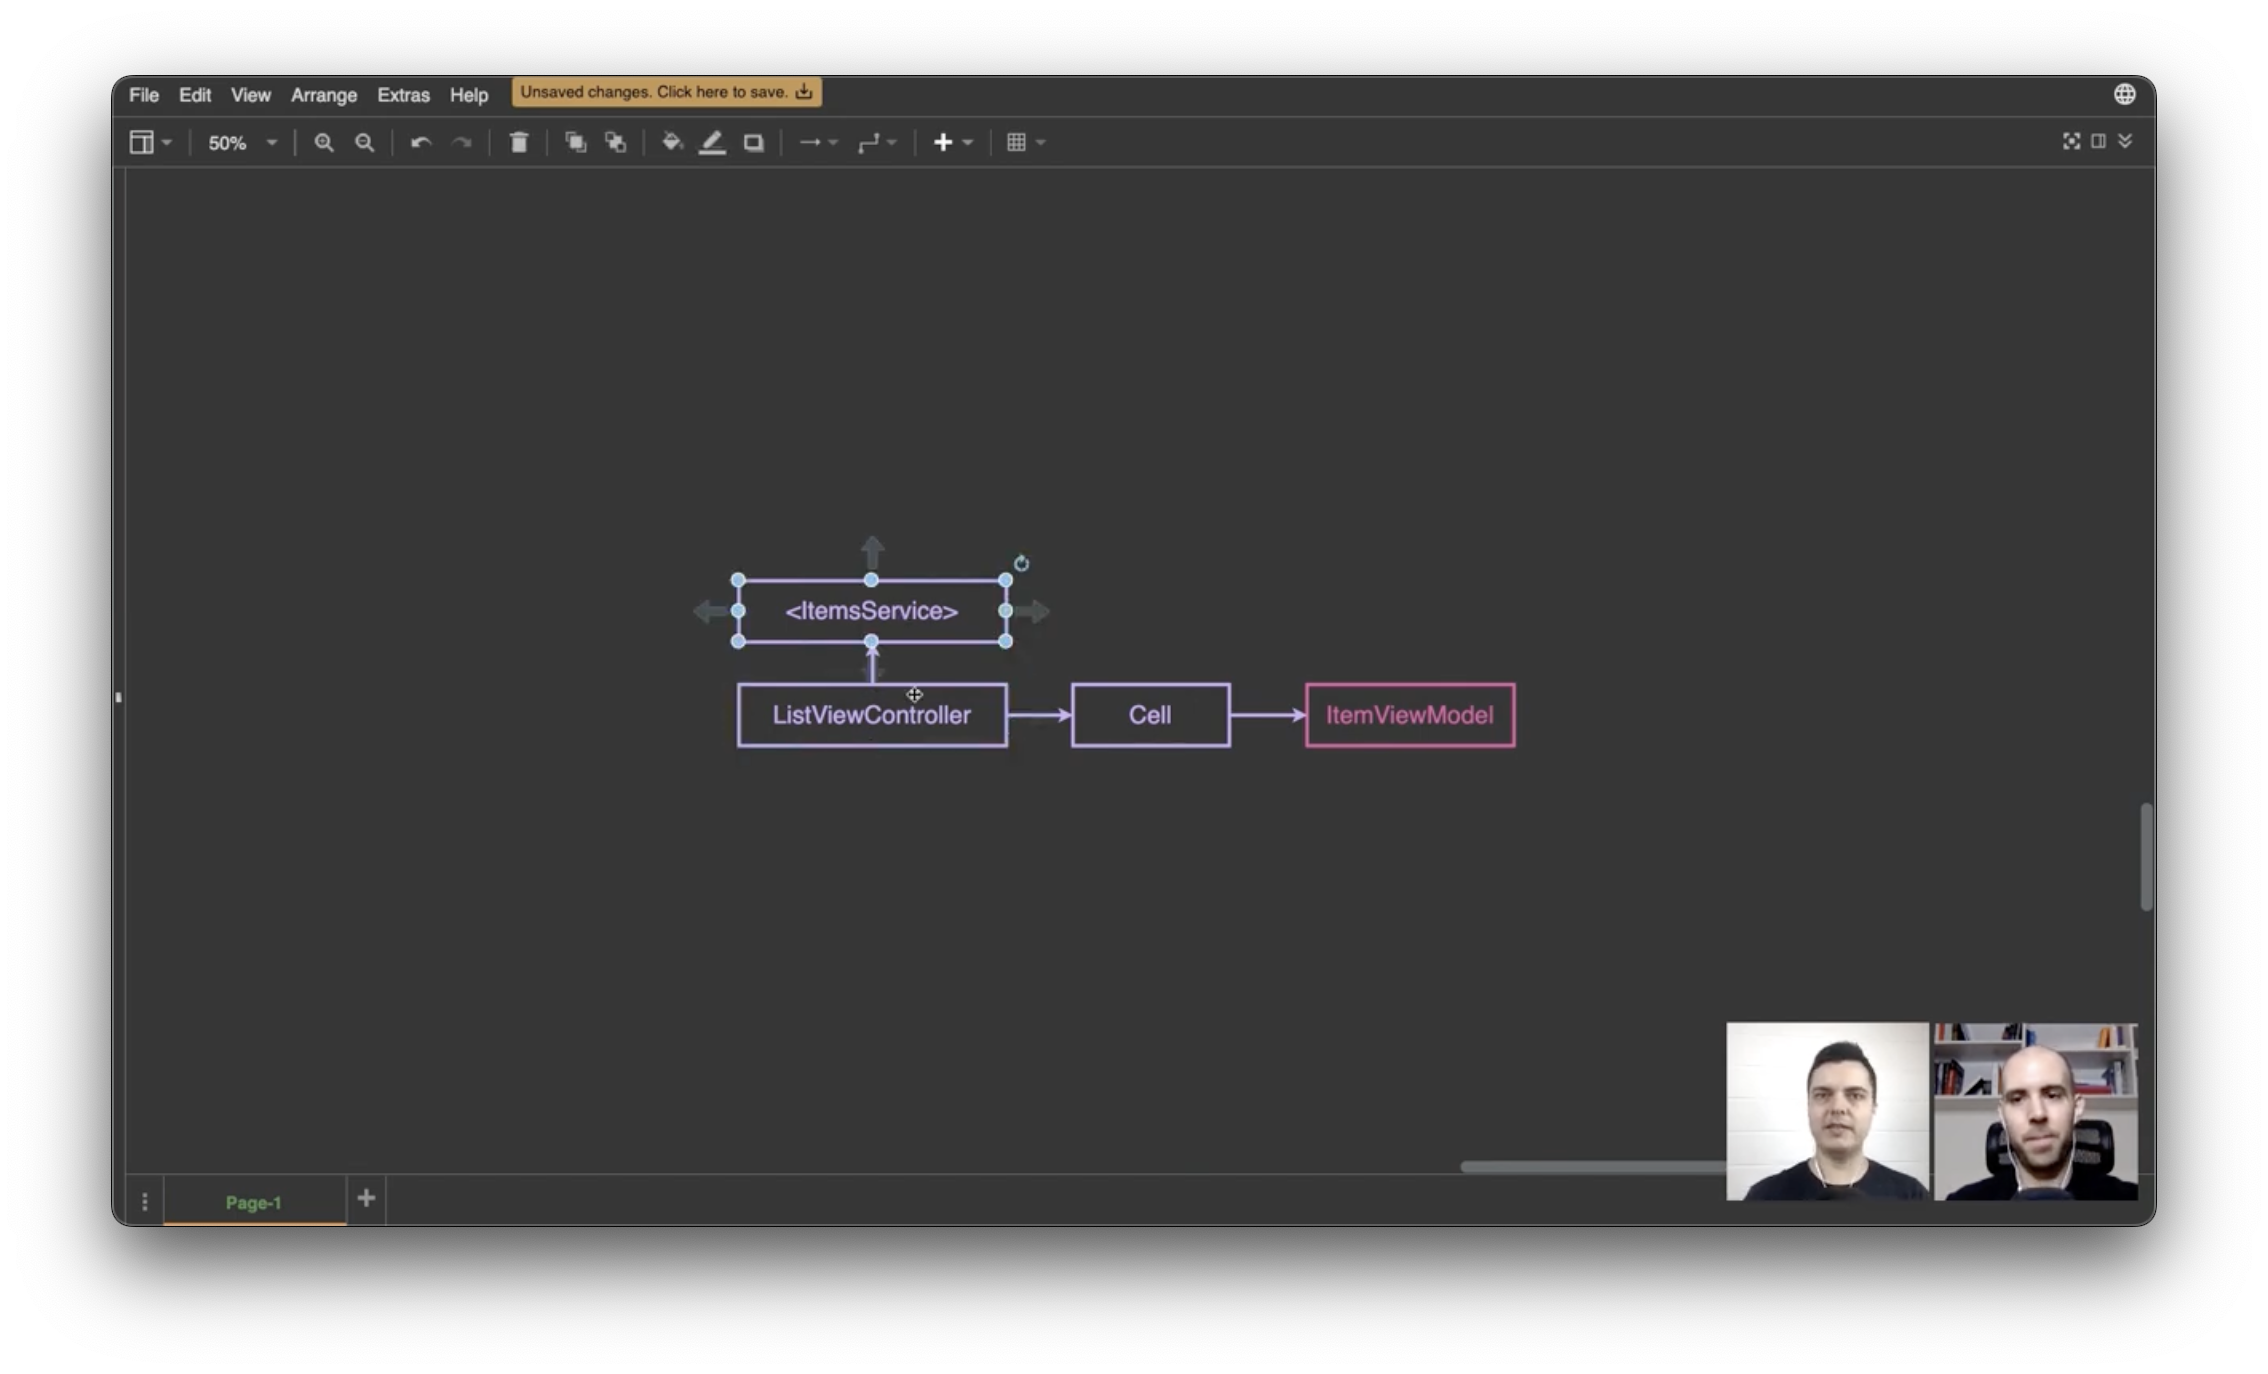 File Edit View Arrange Extras Help Unsaved changes. Click here to save.
50%
<ItemsService>
ListViewController Cell ItemViewModel
Page-1